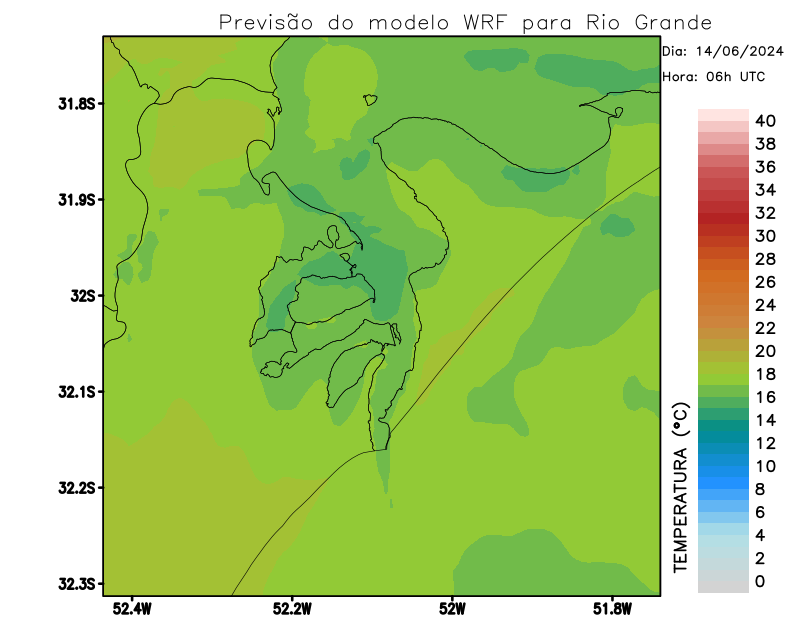 Previsão do modelo WRF para Rio Grande
Dia: 14/06/2024
Hora: 06h UTC
31.8S
31.9S
32S
32.1S
32.2S
32.3S
52.4W
52.2W
52W
51.8W
TEMPERATURA (°C)
40
38
38
36
34
32
30
28
26
24
22
20
18
16
14
12
10
8
6
4
2
0